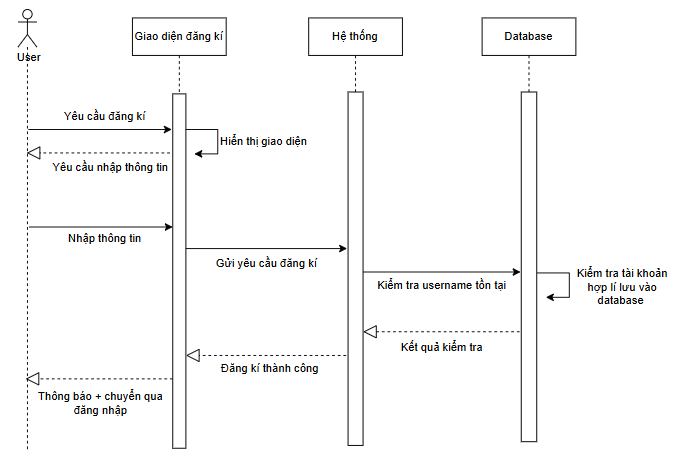 User
Giao diện đăng kí
Hệ thống
Database
Yêu cầu đăng kí
Hiển thị giao diện
Yêu cầu nhập thông tin
Nhập thông tin
Gửi yêu cầu đăng kí
Kiểm tra username tồn tại
Kiểm tra tài khoản
hợp lí lưu vào
database
Kết quả kiểm tra
Đăng kí thành công
Thông báo + chuyển qua
đăng nhập